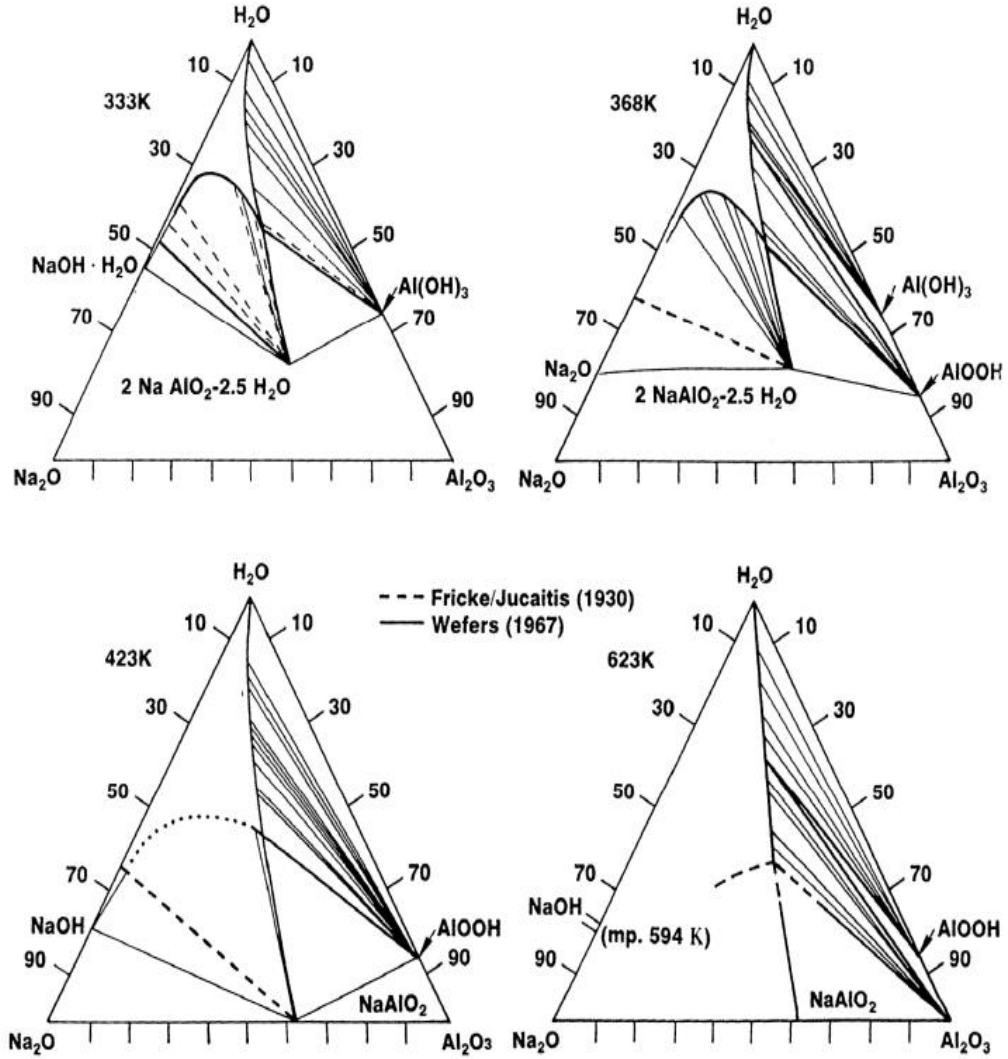 H₂O
10
10
333K
30
30
50
50
NaOH · H₂O
Al(OH)₃
70
70
2 Na AlO₂-2.5 H₂O
90
90
Na₂O
Al₂O₃
H₂O
10
10
368K
30
30
50
50
Al(OH)₃
70
70
Na₂O
AlOOH
2 NaAlO₂-2.5 H₂O
90
90
Na₂O
Al₂O₃
H₂O
10
10
423K
30
30
50
50
70
70
NaOH
AlOOH
90
90
NaAlO₂
Na₂O
Al₂O₃
--- Fricke/Jucaitis (1930)
— Wefers (1967)
H₂O
10
10
623K
30
30
50
50
70
70
NaOH
(mp. 594 K)
AlOOH
90
90
NaAlO₂
Na₂O
Al₂O₃